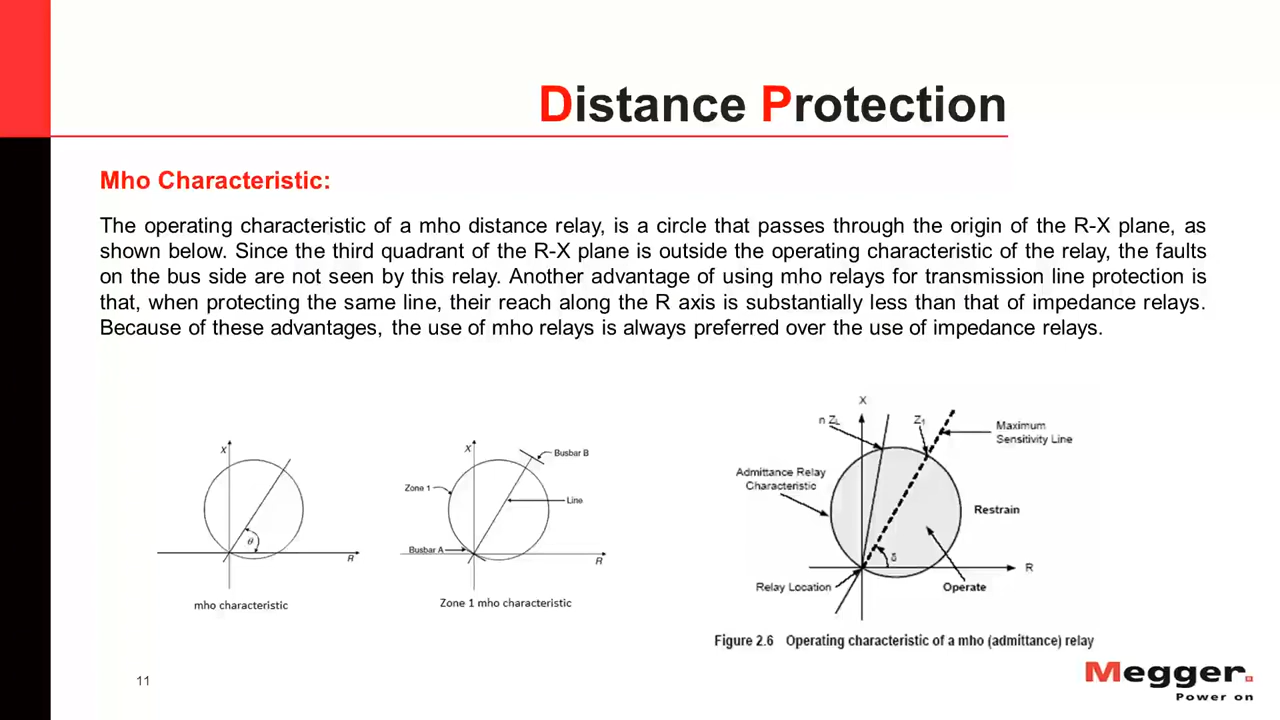 Distance Protection
Mho Characteristic:
The operating characteristic of a mho distance relay, is a circle that passes through the origin of the R-X plane, as
shown below. Since the third quadrant of the R-X plane is outside the operating characteristic of the relay, the faults
on the bus side are not seen by this relay. Another advantage of using mho relays for transmission line protection is
that, when protecting the same line, their reach along the R axis is substantially less than that of impedance relays.
Because of these advantages, the use of mho relays is always preferred over the use of impedance relays.
X
θ
R
mho characteristic
X
Busbar B
Zone 1
Line
Busbar A
R
Zone 1 mho characteristic
X
n ZL
Z1
Maximum
Sensitivity Line
Admittance Relay
Characteristic
Restrain
δ
R
Relay Location
Operate
Figure 2.6 Operating characteristic of a mho (admittance) relay
11
Megger.
Power on